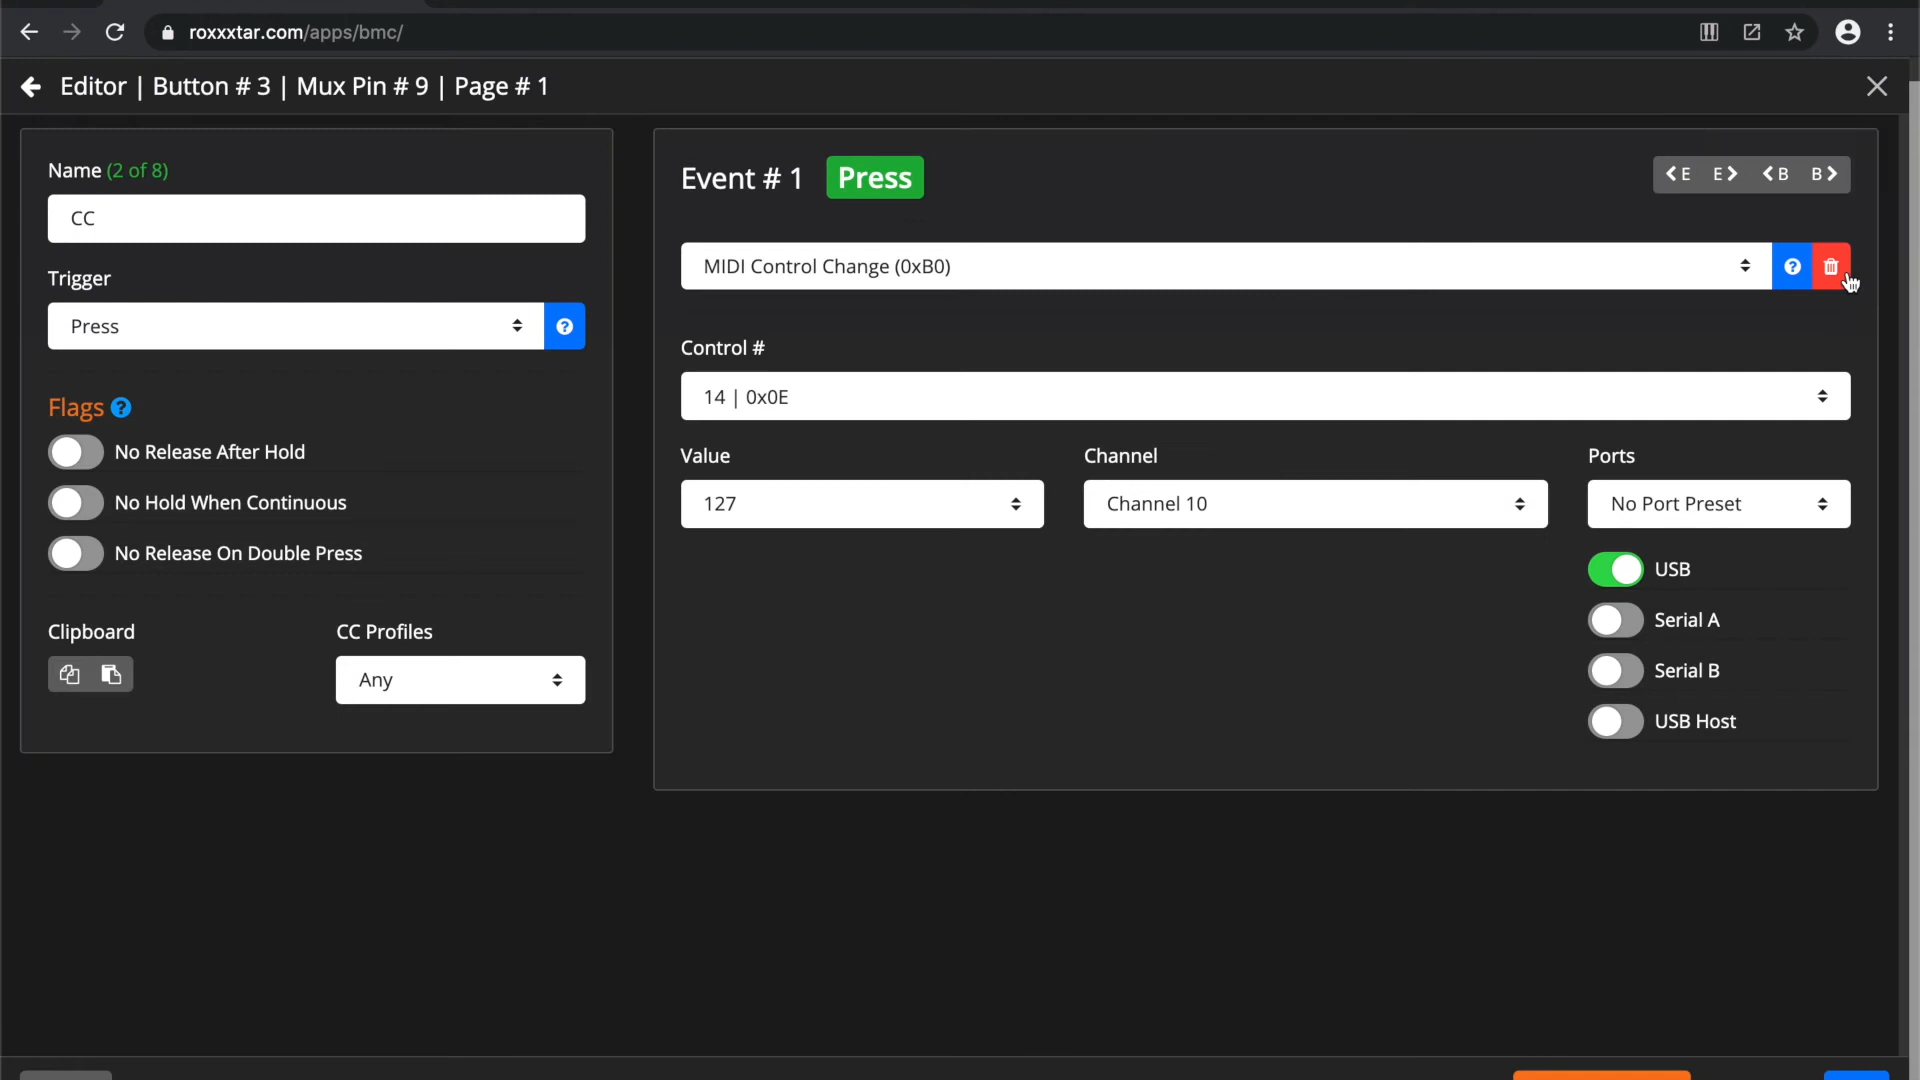 roxxxtar.com/apps/bmc/
Editor | Button # 3 | Mux Pin # 9 | Page # 1
Name (2 of 8)
CC
Trigger
Press
Flags
No Release After Hold
No Hold When Continuous
No Release On Double Press
Clipboard
CC Profiles
Any
Event # 1 Press
E E B B
MIDI Control Change (0xB0)
Control #
14 | 0x0E
Value
127
Channel
Channel 10
Ports
No Port Preset
USB
Serial A
Serial B
USB Host